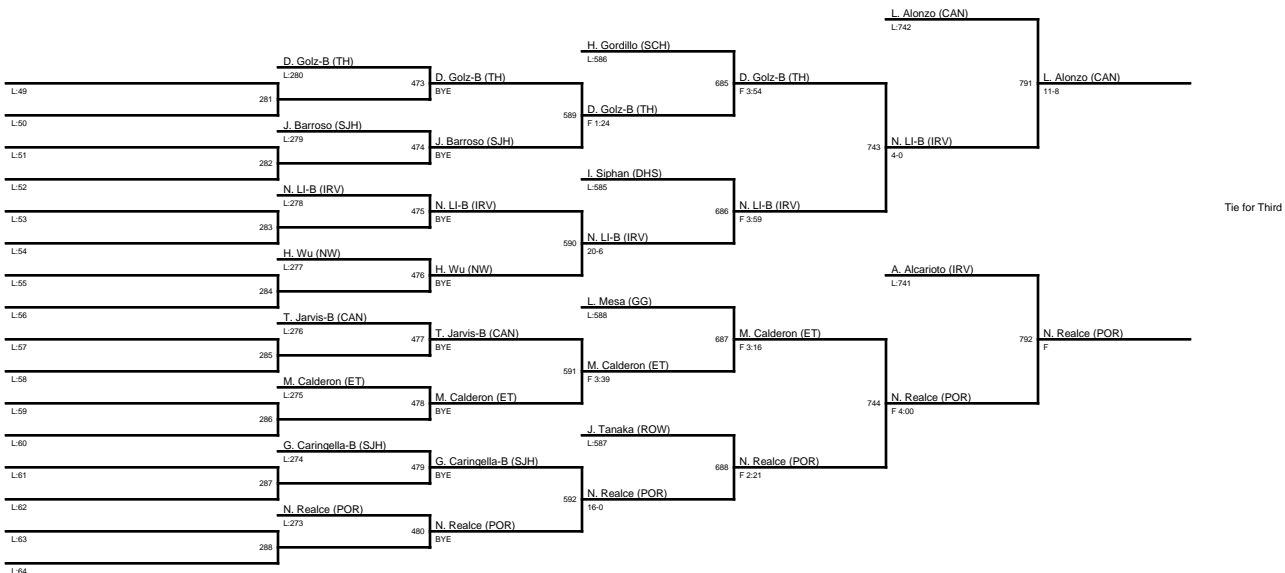 L. Alonzo (CAN)
L:742
H. Gordillo (SCH)
L:586
D. Golz-B (TH)
L:280
473
D. Golz-B (TH)
BYE
685
D. Golz-B (TH)
F 3:54
791
L. Alonzo (CAN)
11-8
L:49
281
589
D. Golz-B (TH)
F 1:24
L:50
J. Barroso (SJH)
L:279
474
J. Barroso (SJH)
BYE
743
N. LI-B (IRV)
4-0
L:51
282
L:52
I. Siphan (DHS)
L:585
N. LI-B (IRV)
L:278
475
N. LI-B (IRV)
BYE
686
N. LI-B (IRV)
F 3:59
Tie for Third
L:53
283
590
N. LI-B (IRV)
20-6
L:54
H. Wu (NW)
L:277
476
H. Wu (NW)
BYE
A. Alcarioto (IRV)
L:741
L:55
284
L:56
L. Mesa (GG)
L:588
T. Jarvis-B (CAN)
L:276
477
T. Jarvis-B (CAN)
BYE
687
M. Calderon (ET)
F 3:16
792
N. Realce (POR)
F
L:57
285
591
M. Calderon (ET)
F 3:39
L:58
M. Calderon (ET)
L:275
478
M. Calderon (ET)
BYE
744
N. Realce (POR)
F 4:00
L:59
286
L:60
J. Tanaka (ROW)
L:587
G. Caringella-B (SJH)
L:274
479
G. Caringella-B (SJH)
BYE
688
N. Realce (POR)
F 2:21
L:61
287
592
N. Realce (POR)
16-0
L:62
N. Realce (POR)
L:273
480
N. Realce (POR)
BYE
L:63
288
L:64